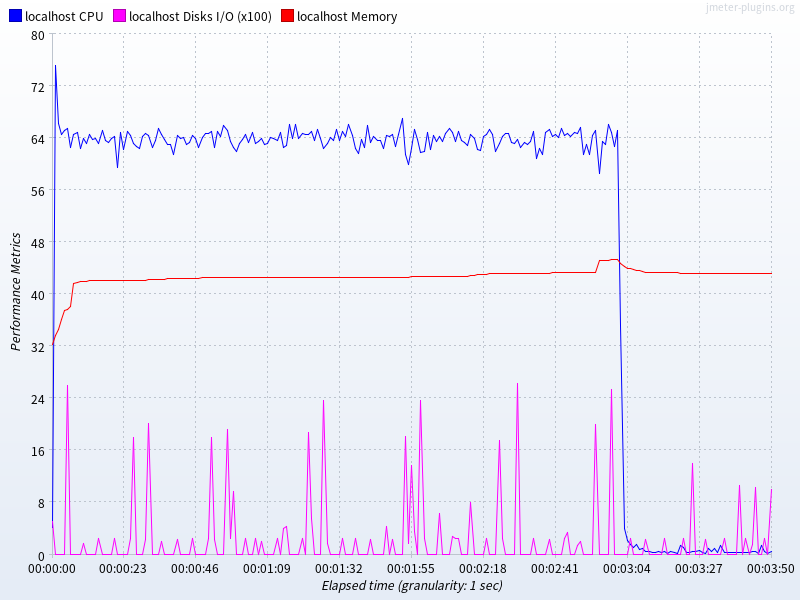 jmeter-plugins.org
localhost CPU localhost Disks I/O (x100) localhost Memory
80
72
64
56
48
40
32
24
16
8
0
Performance Metrics
00:00:00 00:00:23 00:00:46 00:01:09 00:01:32 00:01:55 00:02:18 00:02:41 00:03:04 00:03:27 00:03:50
Elapsed time (granularity: 1 sec)